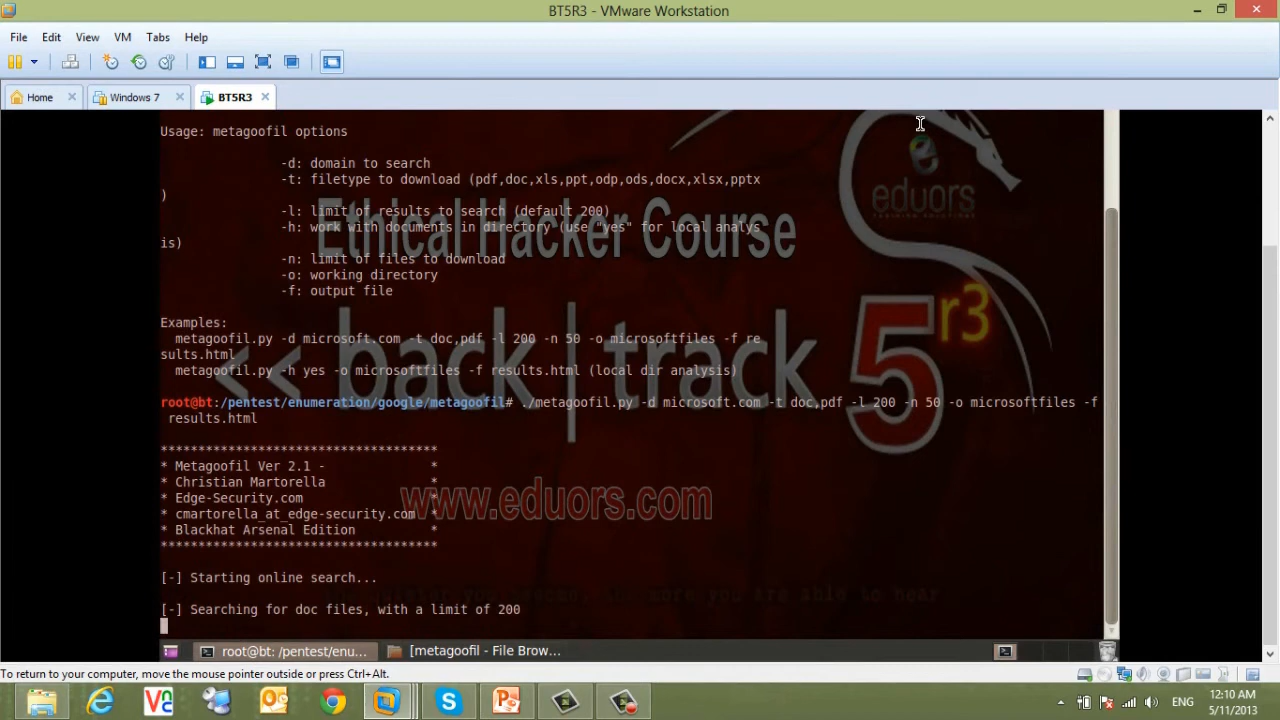 BT5R3 - VMware Workstation
File Edit View VM Tabs Help
Home Windows 7 BT5R3
Usage: metagoofil options
-d: domain to search
-t: filetype to download (pdf,doc,xls,ppt,odp,ods,docx,xlsx,pptx
)
-l: limit of results to search (default 200)
-h: work with documents in directory (use "yes" for local analys
is)
-n: limit of files to download
-o: working directory
-f: output file
eduors
Ethical Hacker Course
<< back | track 5 r3
www.eduors.com
Examples:
metagoofil.py -d microsoft.com -t doc,pdf -l 200 -n 50 -o microsoftfiles -f re
sults.html
metagoofil.py -h yes -o microsoftfiles -f results.html (local dir analysis)
root@bt:/pentest/enumeration/google/metagoofil# ./metagoofil.py -d microsoft.com -t doc,pdf -l 200 -n 50 -o microsoftfiles -f
results.html
*************************************
* Metagoofil Ver 2.1 - *
* Christian Martorella *
* Edge-Security.com *
* cmartorella_at_edge-security.com *
* Blackhat Arsenal Edition *
*************************************
[-] Starting online search...
[-] Searching for doc files, with a limit of 200
more you are able to hear
root@bt: /pentest/enu... [metagoofil - File Brow...
To return to your computer, move the mouse pointer outside or press Ctrl+Alt.
ENG
12:10 AM
5/11/2013